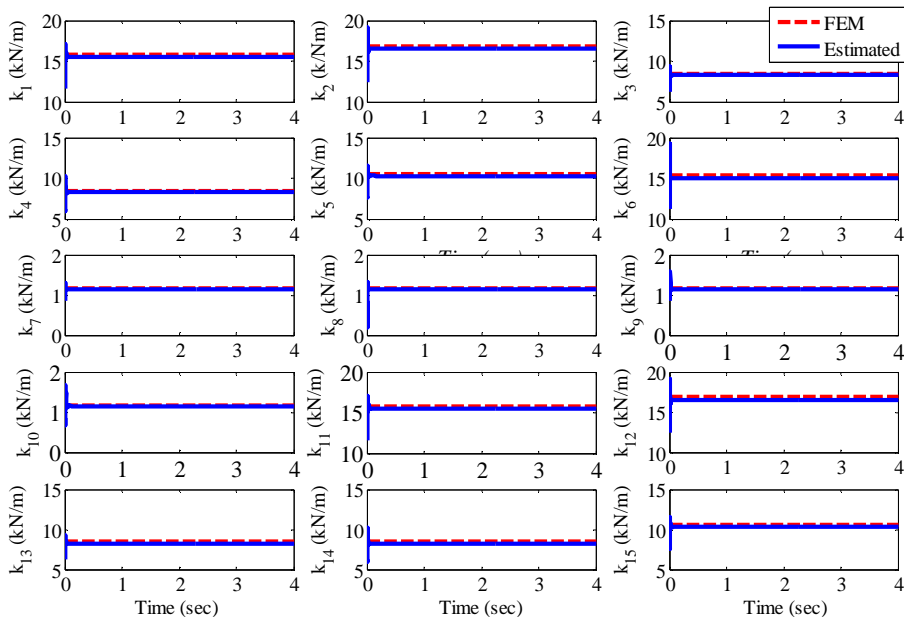 FEM
Estimated
k1 (kN/m)
20
15
10
0 1 2 3 4
k2 (k/Nm)
20
15
10
0 1 2 3 4
k3 (kN/m)
15
10
5
0 1 2 3 4
k4 (kN/m)
15
10
5
0 1 2 3 4
k5 (kN/m)
15
10
5
0 1 2 3 4
k6 (kN/m)
20
15
10
0 1 2 3 4
k7 (kN/m)
2
1
0
0 1 2 3 4
k8 (kN/m)
2
1
0
0 1 2 3 4
k9 (kN/m)
2
1
0
0 1 2 3 4
k10 (kN/m)
2
1
0
0 1 2 3 4
k11 (kN/m)
20
15
10
0 1 2 3 4
k12 (kN/m)
20
15
10
0 1 2 3 4
k13 (kN/m)
15
10
5
0 1 2 3 4
Time (sec)
k14 (kN/m)
15
10
5
0 1 2 3 4
Time (sec)
k15 (kN/m)
15
10
5
0 1 2 3 4
Time (sec)